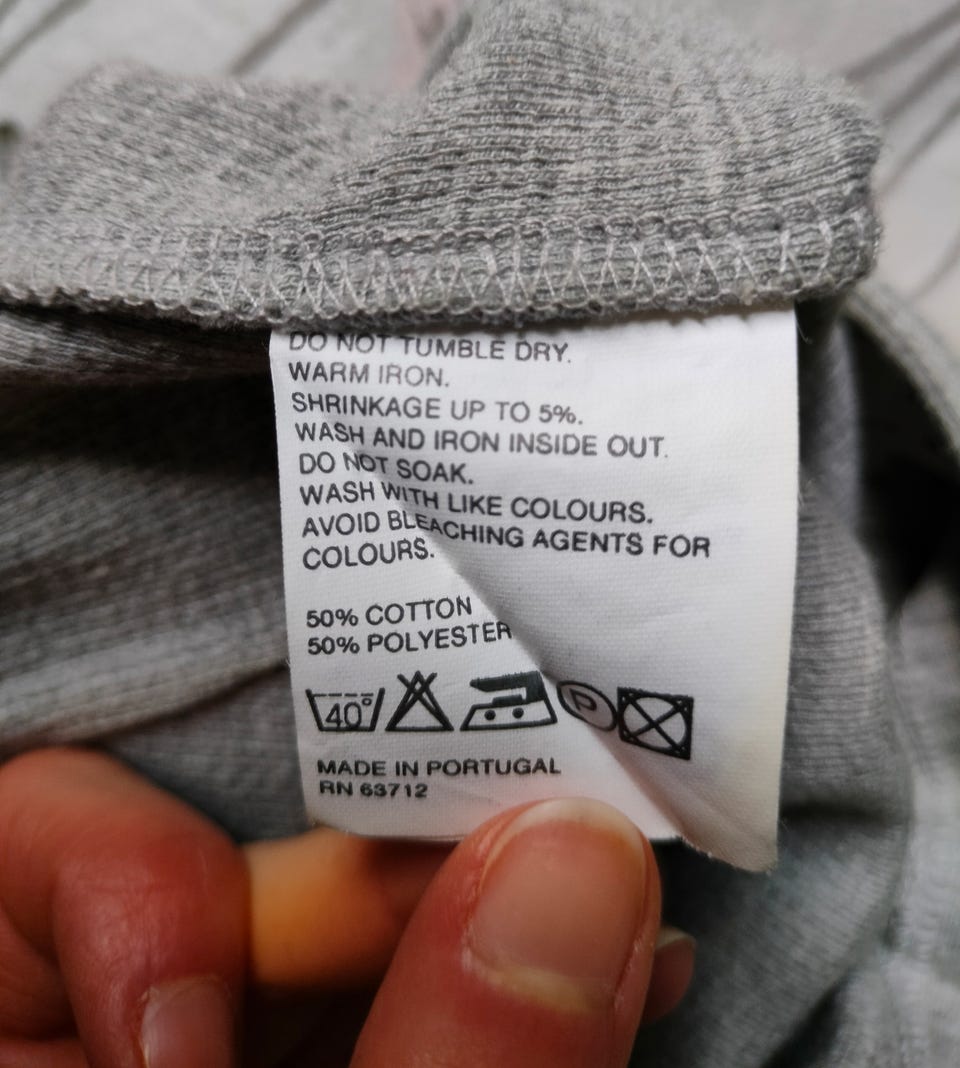 DO NOT TUMBLE DRY.
WARM IRON.
SHRINKAGE UP TO 5%.
WASH AND IRON INSIDE OUT.
DO NOT SOAK.
WASH WITH LIKE COLOURS.
AVOID BLEACHING AGENTS FOR
COLOURS.
50% COTTON
50% POLYESTER
40° P
MADE IN PORTUGAL
RN 63712